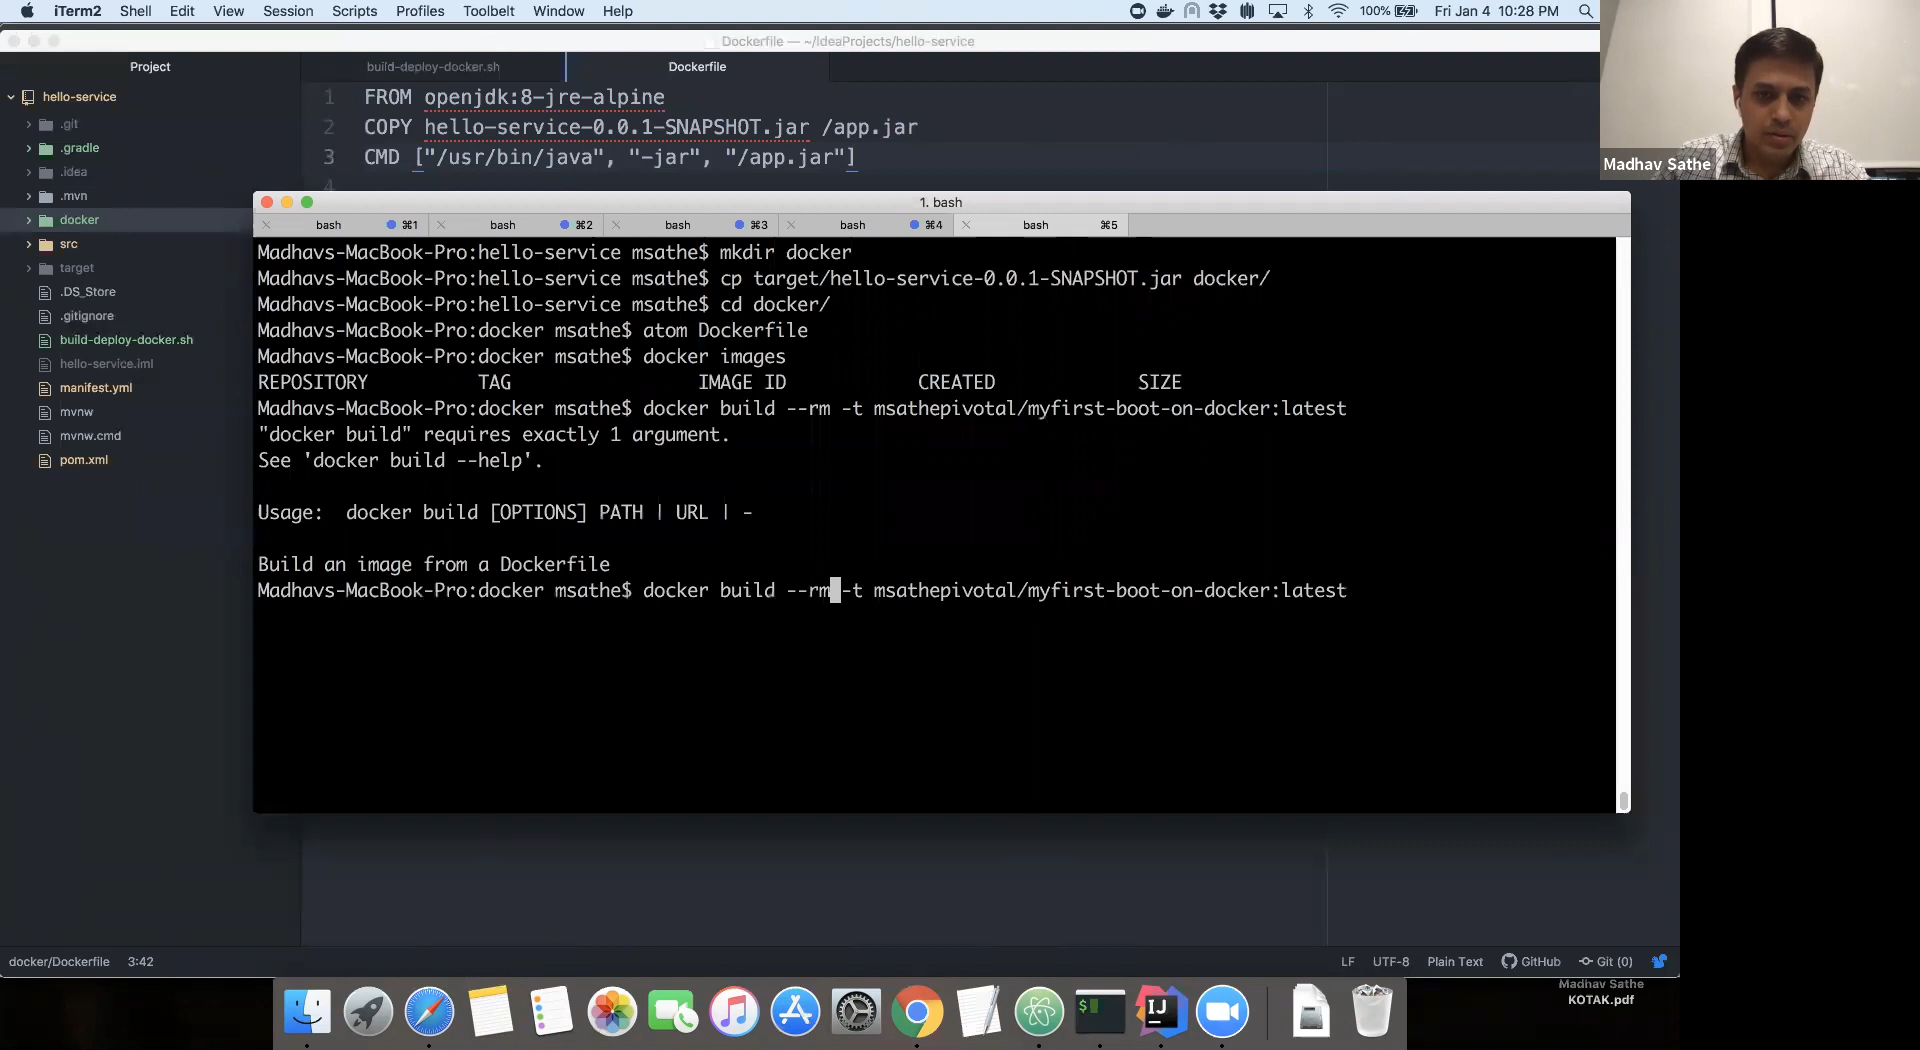 iTerm2 Shell Edit View Session Scripts Profiles Toolbelt Window Help 100% Fri Jan 4 10:28 PM
Dockerfile — ~/IdeaProjects/hello-service
Project
build-deploy-docker.sh
Dockerfile
hello-service
.git
.gradle
.idea
.mvn
docker
src
target
.DS_Store
.gitignore
build-deploy-docker.sh
hello-service.iml
manifest.yml
mvnw
mvnw.cmd
pom.xml
1 FROM openjdk:8-jre-alpine
2 COPY hello-service-0.0.1-SNAPSHOT.jar /app.jar
3 CMD ["/usr/bin/java", "-jar", "/app.jar"]
4
Madhav Sathe
1. bash
bash ⌘1 bash ⌘2 bash ⌘3 bash ⌘4 bash ⌘5
Madhavs-MacBook-Pro:hello-service msathe$ mkdir docker
Madhavs-MacBook-Pro:hello-service msathe$ cp target/hello-service-0.0.1-SNAPSHOT.jar docker/
Madhavs-MacBook-Pro:hello-service msathe$ cd docker/
Madhavs-MacBook-Pro:docker msathe$ atom Dockerfile
Madhavs-MacBook-Pro:docker msathe$ docker images
REPOSITORY TAG IMAGE ID CREATED SIZE
Madhavs-MacBook-Pro:docker msathe$ docker build --rm -t msathepivotal/myfirst-boot-on-docker:latest
"docker build" requires exactly 1 argument.
See 'docker build --help'.
Usage: docker build [OPTIONS] PATH | URL | -
Build an image from a Dockerfile
Madhavs-MacBook-Pro:docker msathe$ docker build --rm -t msathepivotal/myfirst-boot-on-docker:latest
docker/Dockerfile 3:42
LF UTF-8 Plain Text GitHub Git (0)
Madhav Sathe
KOTAK.pdf